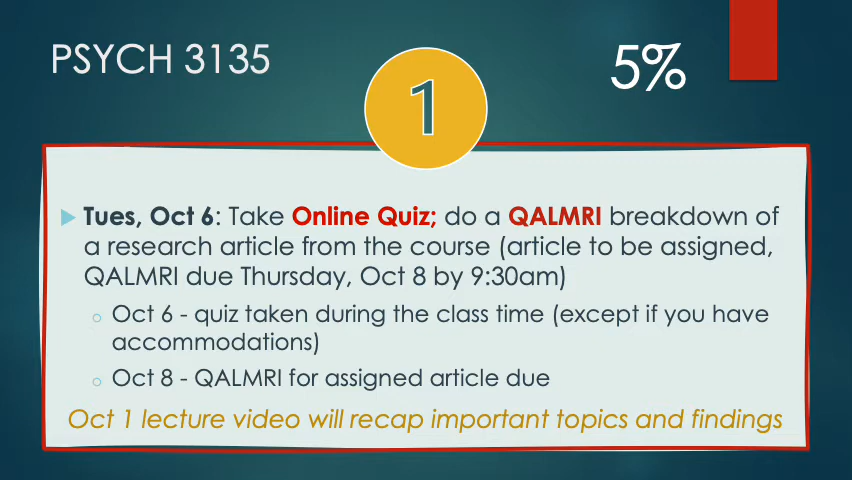 PSYCH 3135
5%
1
Tues, Oct 6: Take Online Quiz; do a QALMRI breakdown of
a research article from the course (article to be assigned,
QALMRI due Thursday, Oct 8 by 9:30am)
Oct 6 - quiz taken during the class time (except if you have
accommodations)
Oct 8 - QALMRI for assigned article due
Oct 1 lecture video will recap important topics and findings